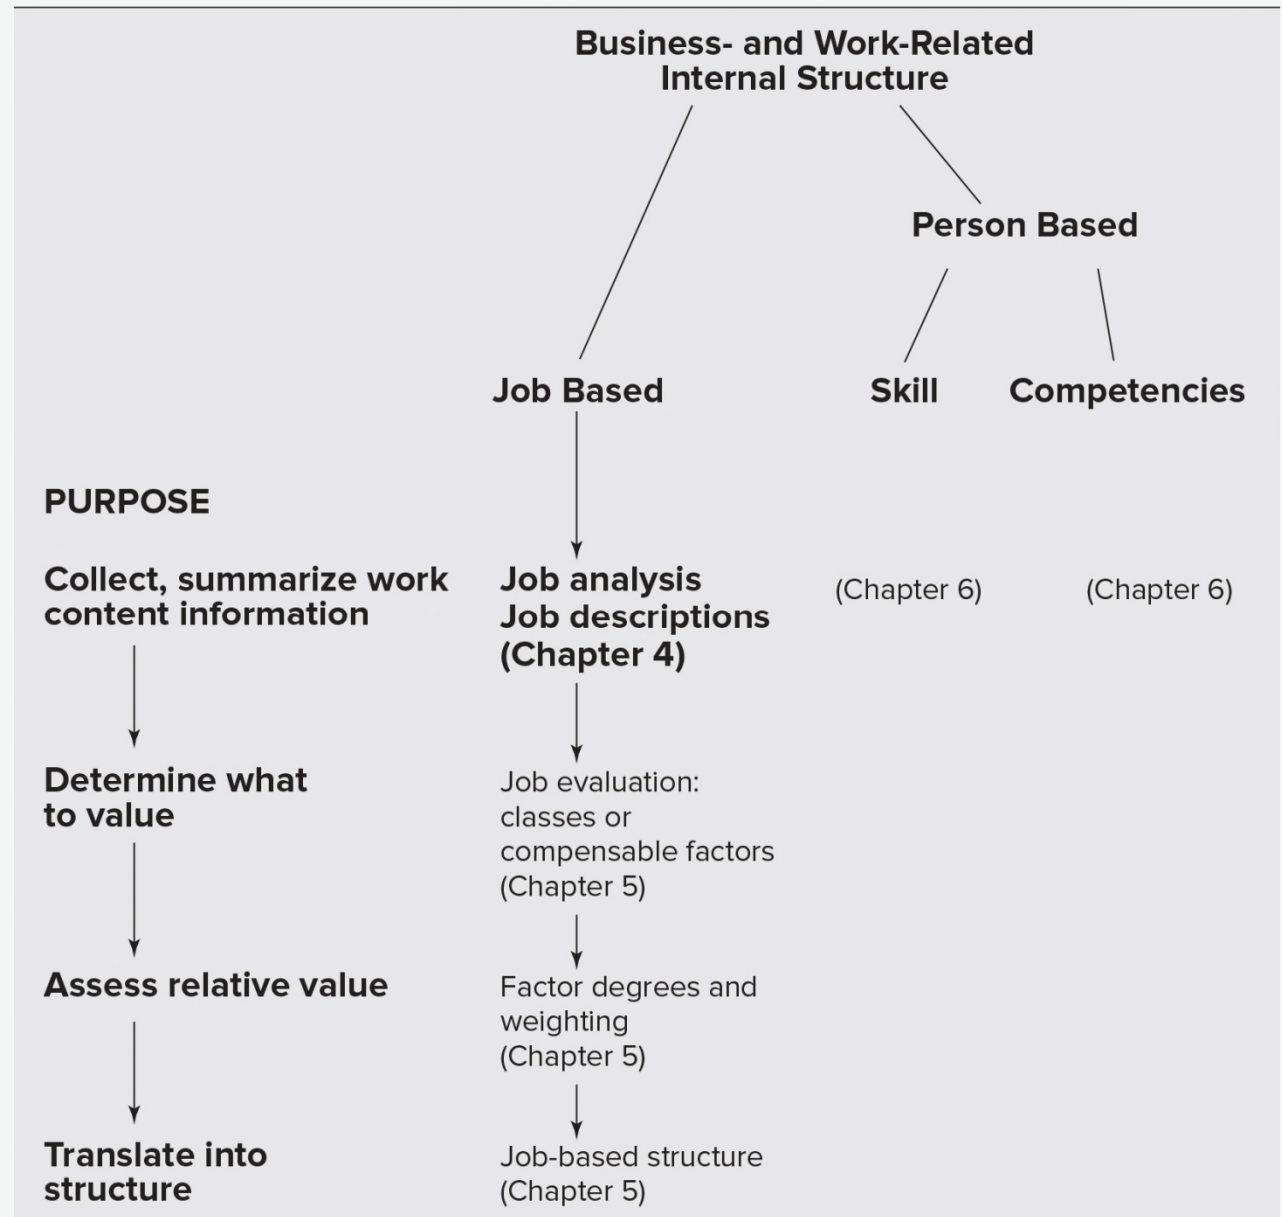 Business- and Work-Related
Internal Structure
Person Based
Job Based
Skill
Competencies
PURPOSE
Collect, summarize work
content information
Job analysis
Job descriptions
(Chapter 4)
(Chapter 6)
(Chapter 6)
Determine what
to value
Job evaluation:
classes or
compensable factors
(Chapter 5)
Assess relative value
Factor degrees and
weighting
(Chapter 5)
Translate into
structure
Job-based structure
(Chapter 5)